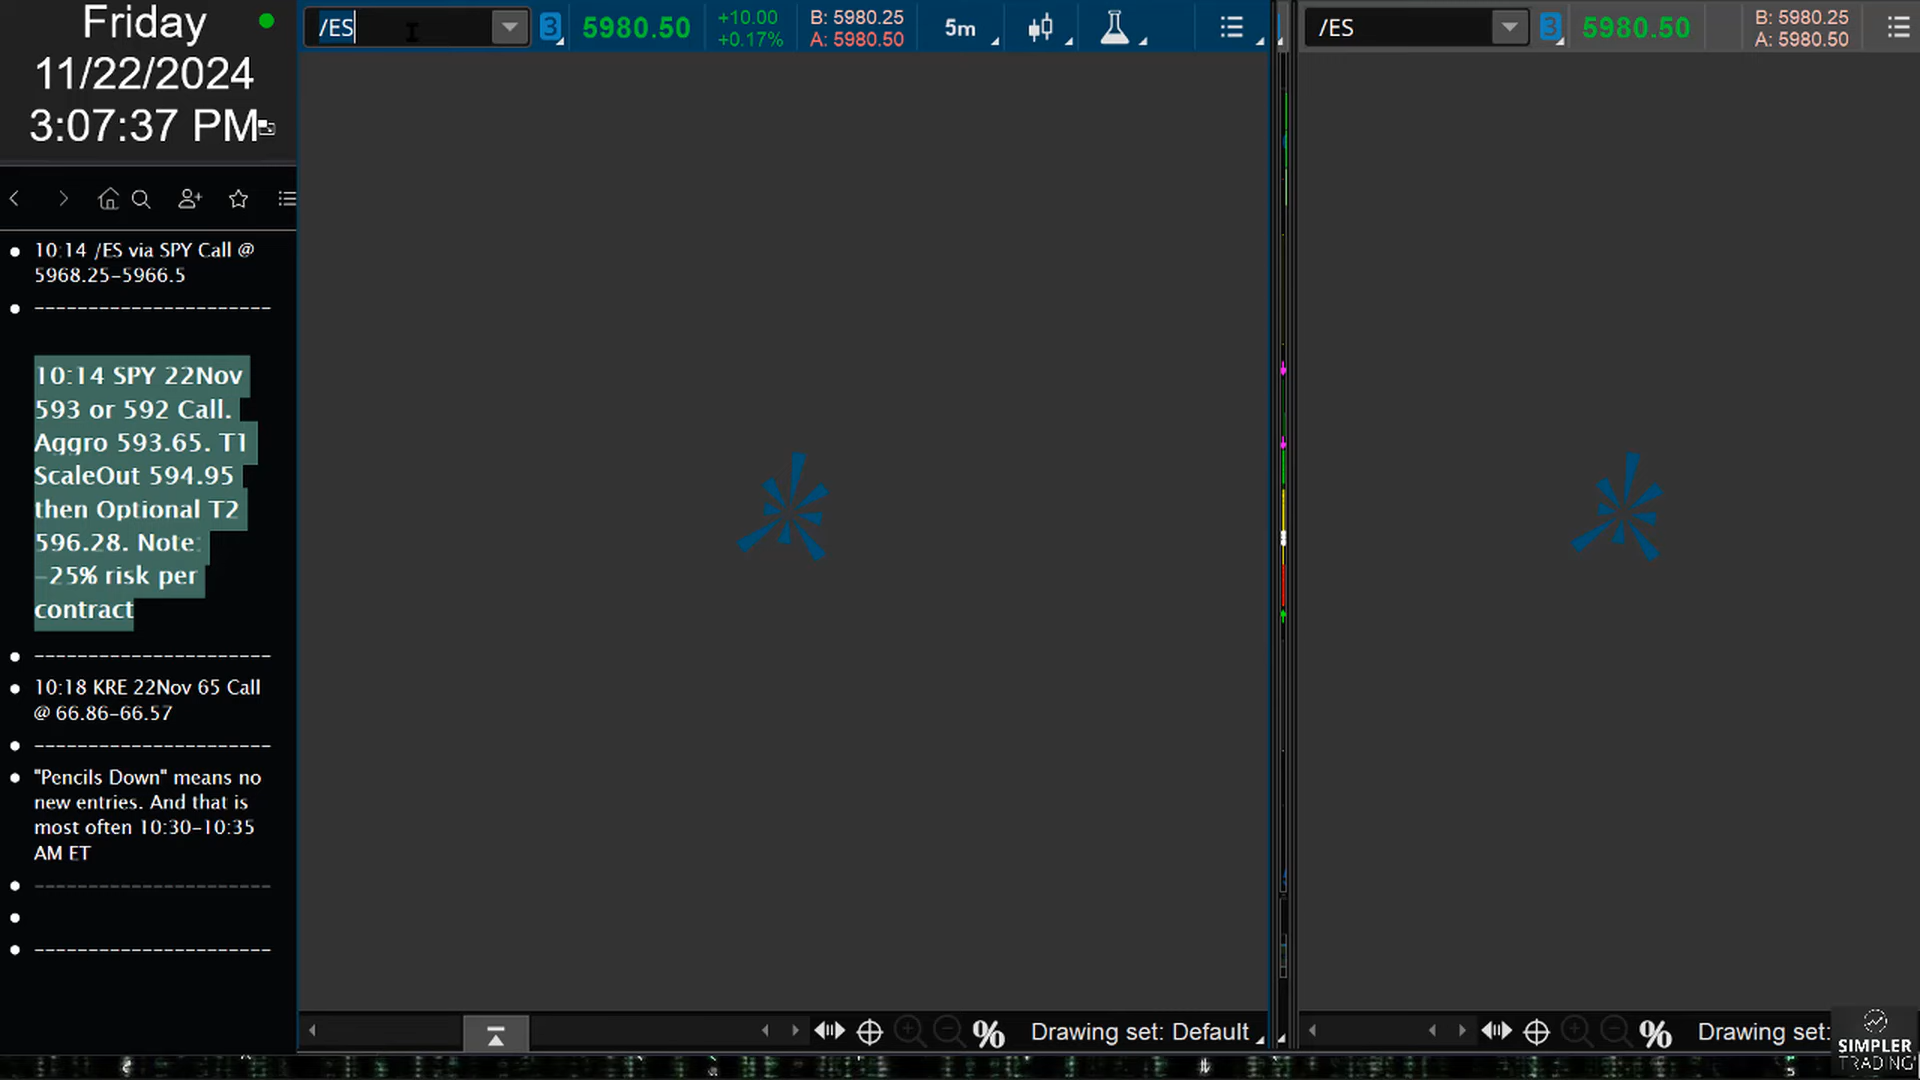 Friday
11/22/2024
3:07:37 PM
10:14 /ES via SPY Call @
5968.25-5966.5
-----------------------
10:14 SPY 22Nov
593 or 592 Call.
Aggro 593.65. T1
ScaleOut 594.95
then Optional T2
596.28. Note:
-25% risk per
contract
-----------------------
10:18 KRE 22Nov 65 Call
@ 66.86-66.57
-----------------------
"Pencils Down" means no
new entries. And that is
most often 10:30-10:35
AM ET
-----------------------
-----------------------
/ES
3
5980.50
+10.00
+0.17%
B: 5980.25
A: 5980.50
5m
%
Drawing set: Default
/ES
3
5980.50
B: 5980.25
A: 5980.50
%
Drawing set:
SIMPLER
TRADING